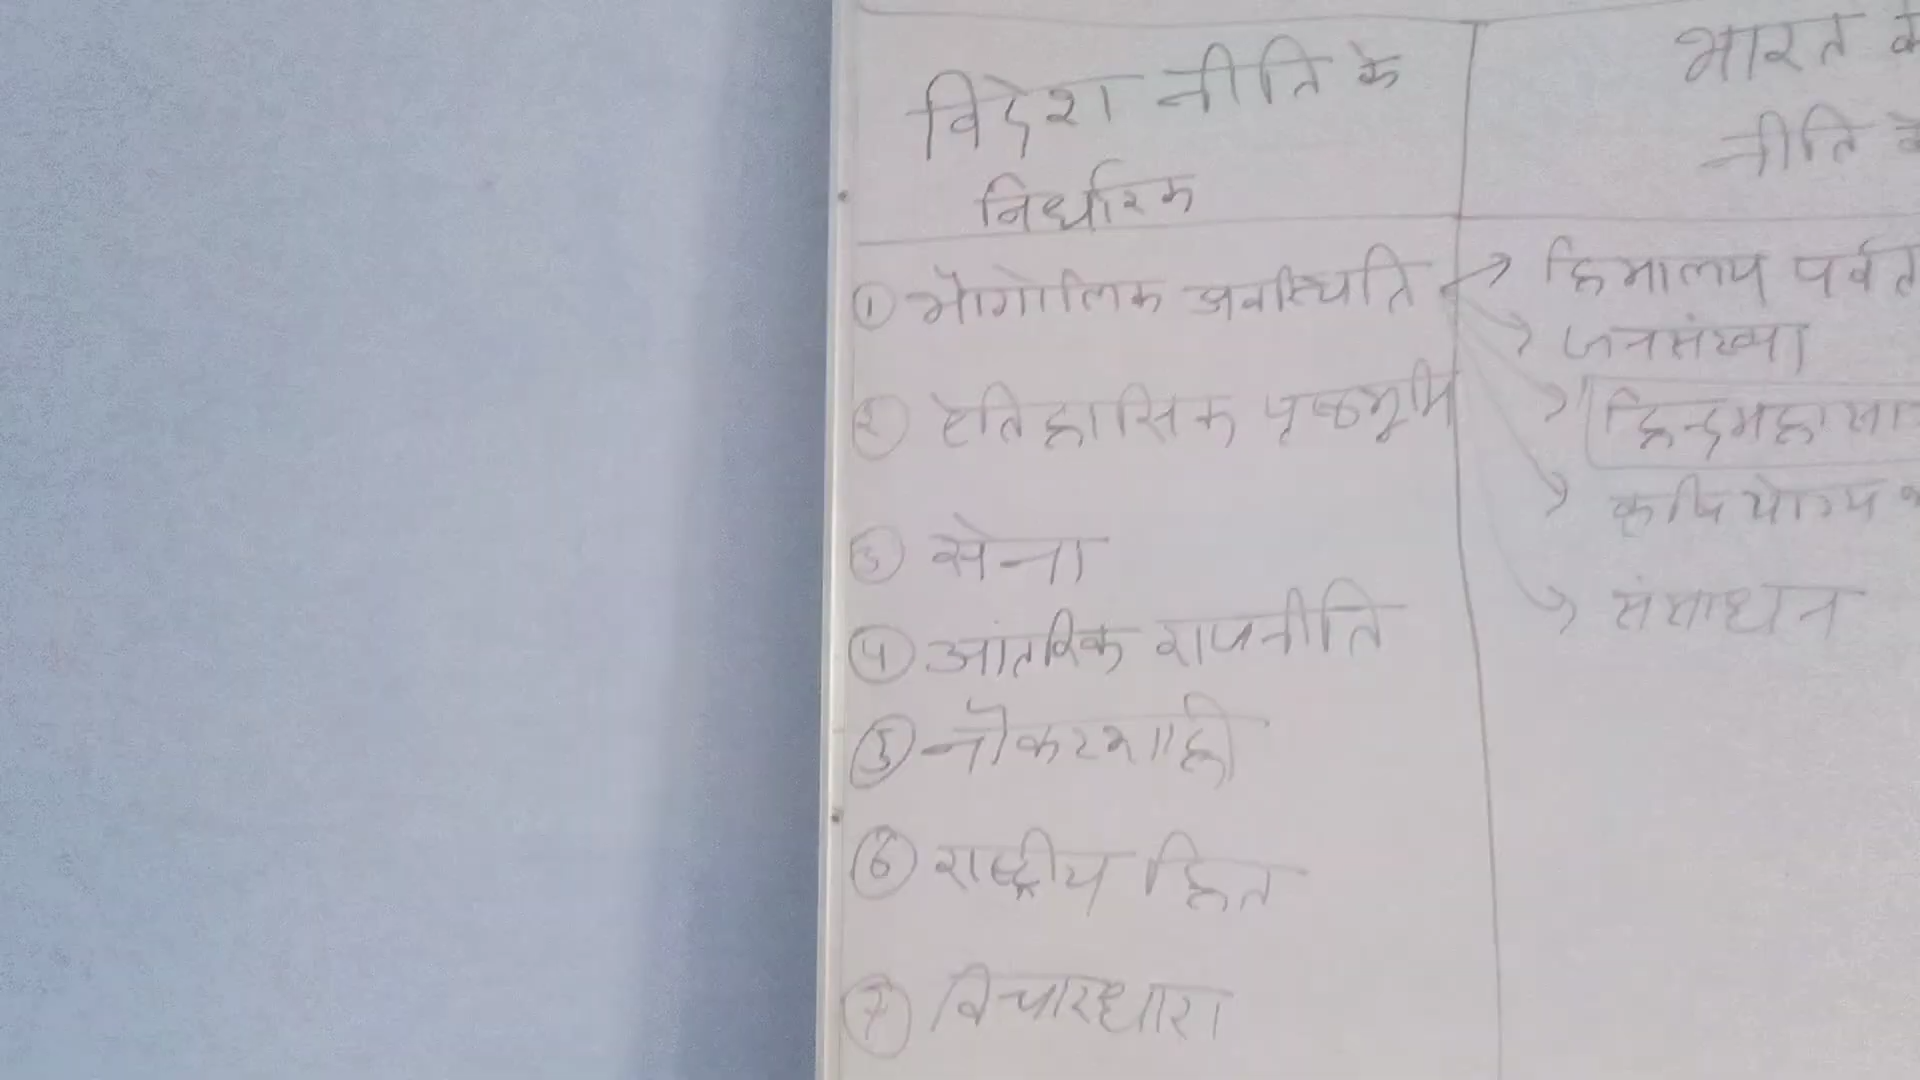 विदेश नीति के
निर्धारक
भारत
नीति
① भौगोलिक अवस्थिति → हिमालय पर्वत
→ जनसंख्या
② ऐतिहासिक पृष्ठभूमि
→ हिन्दमहासा
→ कृषि योग्य
③ सेना
→ संसाधन
④ आंतरिक राजनीति
⑤ नौकरशाही
⑥ राष्ट्रीय हित
⑦ विचारधारा